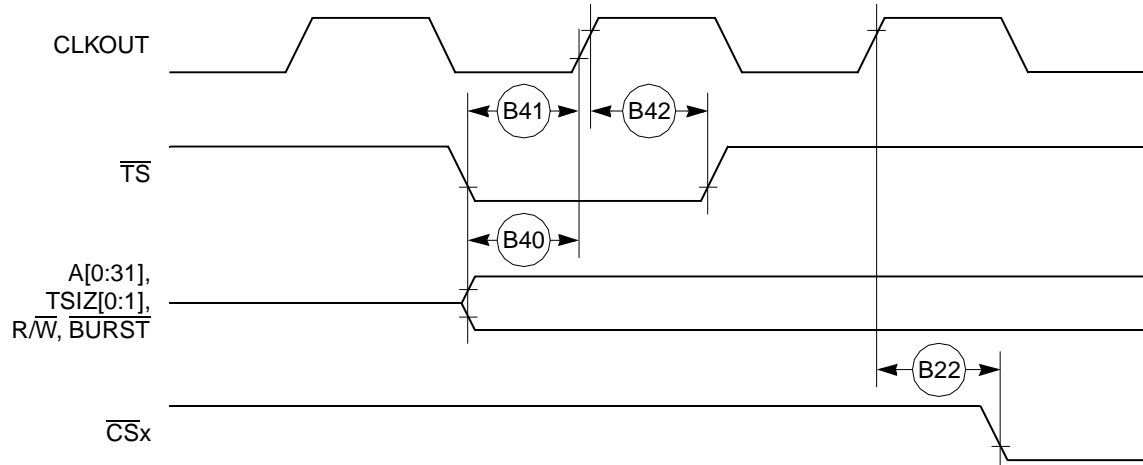 CLKOUT
B41
B42
TS
B40
A[0:31],
TSIZ[0:1],
R/W, BURST
B22
CSx